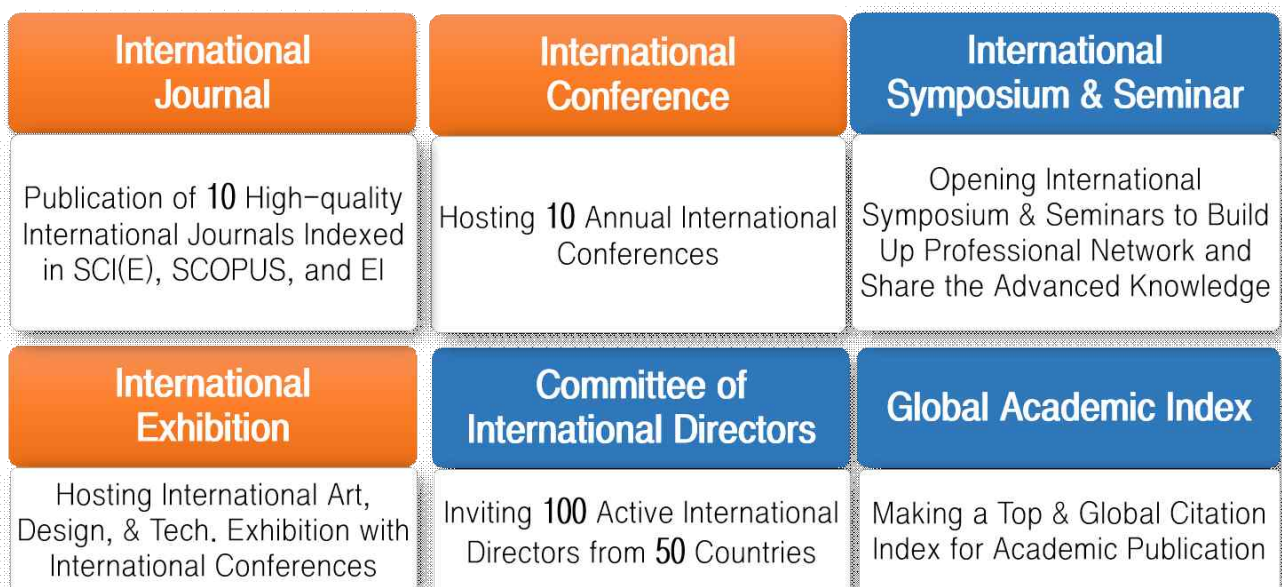 International
Journal
Publication of 10 High-quality
International Journals Indexed
in SCI(E), SCOPUS, and EI
International
Conference
Hosting 10 Annual International
Conferences
International
Symposium & Seminar
Opening International
Symposium & Seminars to Build
Up Professional Network and
Share the Advanced Knowledge
International
Exhibition
Hosting International Art,
Design, & Tech. Exhibition with
International Conferences
Committee of
International Directors
Inviting 100 Active International
Directors from 50 Countries
Global Academic Index
Making a Top & Global Citation
Index for Academic Publication